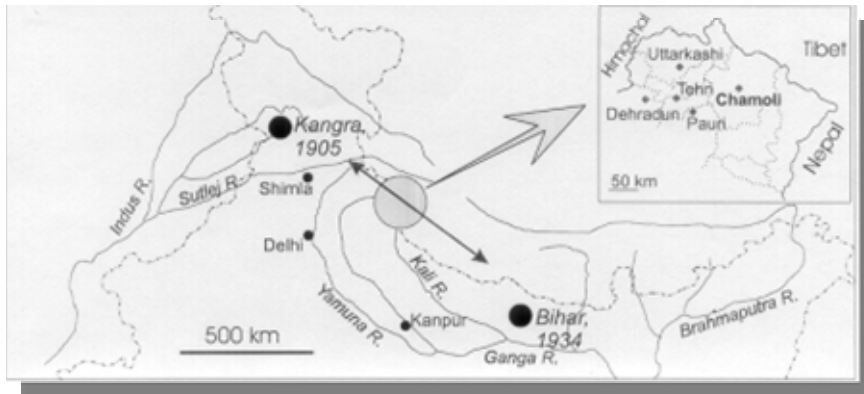 Himachal
Tibet
Uttarkashi
Tehri
Chamoli
Dehradun
Pauri
Nepal
50 km
Kangra,
1905
Indus R.
Sutlej R.
Shimla
Delhi
Kali R.
Yamuna R.
Kanpur
Bihar,
1934
Ganga R.
Brahmaputra R.
500 km